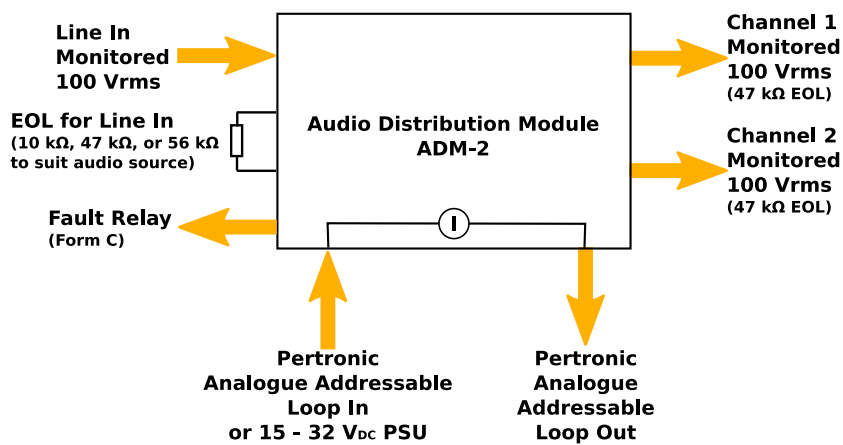 Line In
Monitored
100 Vrms
EOL for Line In
(10 kΩ, 47 kΩ, or 56 kΩ
to suit audio source)
Fault Relay
(Form C)
Audio Distribution Module
ADM-2
I
Channel 1
Monitored
100 Vrms
(47 kΩ EOL)
Channel 2
Monitored
100 Vrms
(47 kΩ EOL)
Pertronic
Analogue Addressable
Loop In
or 15 - 32 VDC PSU
Pertronic
Analogue
Addressable
Loop Out